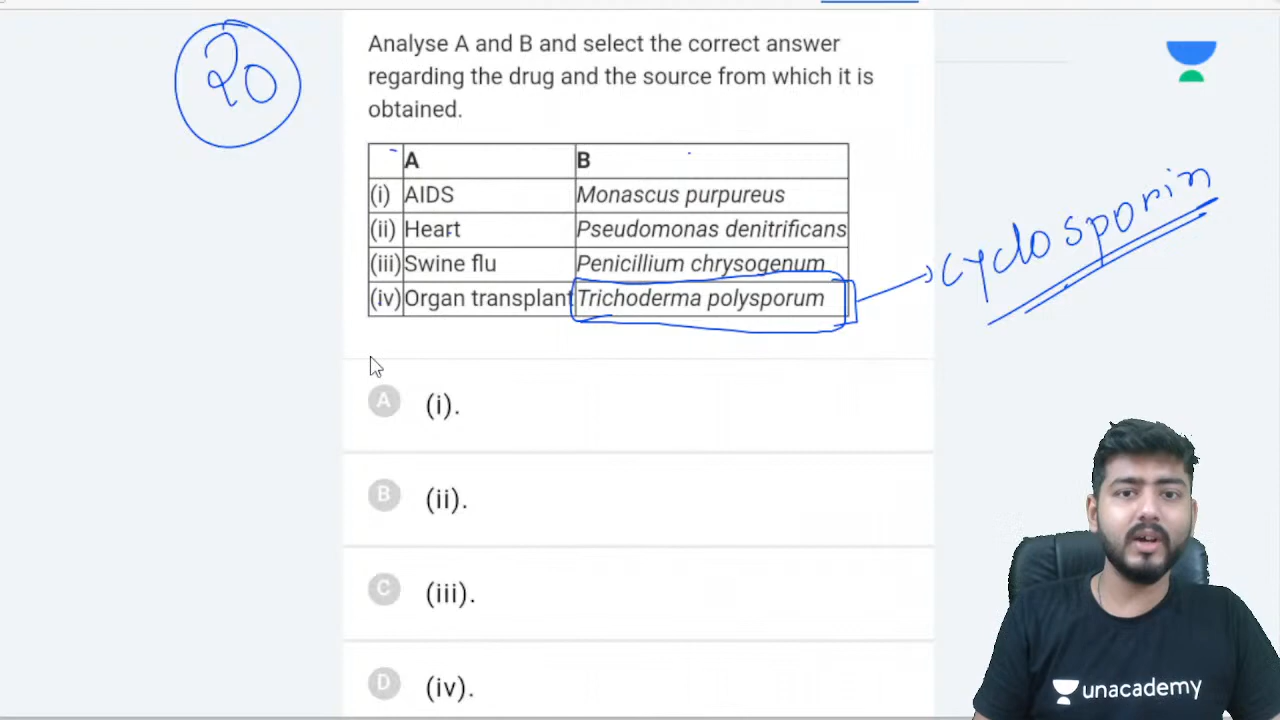 20
Analyse A and B and select the correct answer
regarding the drug and the source from which it is
obtained.
A B
(i) AIDS Monascus purpureus
(ii) Heart Pseudomonas denitrificans
(iii) Swine flu Penicillium chrysogenum
(iv) Organ transplant Trichoderma polysporum
cyclosporin
A (i).
B (ii).
C (iii).
D (iv).
unacademy